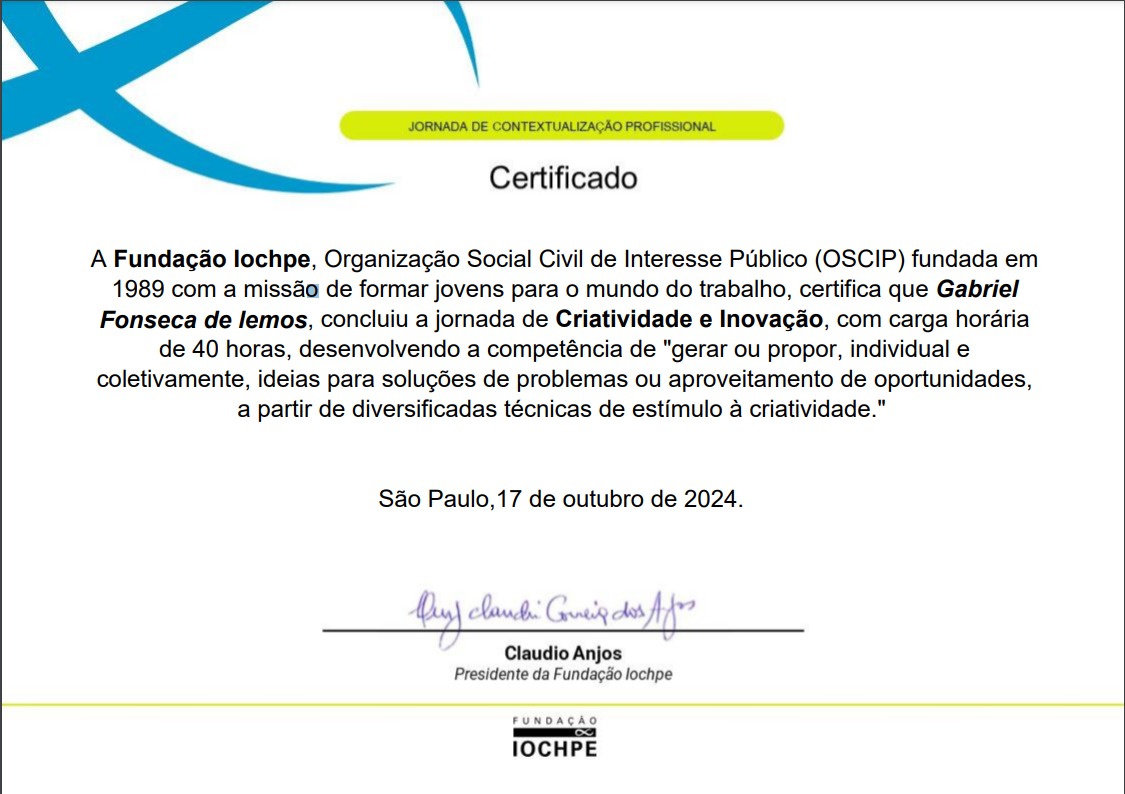 JORNADA DE CONTEXTUALIZAÇÃO PROFISSIONAL
Certificado
A Fundação Iochpe, Organização Social Civil de Interesse Público (OSCIP) fundada em
1989 com a missão de formar jovens para o mundo do trabalho, certifica que Gabriel
Fonseca de lemos, concluiu a jornada de Criatividade e Inovação, com carga horária
de 40 horas, desenvolvendo a competência de "gerar ou propor, individual e
coletivamente, ideias para soluções de problemas ou aproveitamento de oportunidades,
a partir de diversificadas técnicas de estímulo à criatividade."
São Paulo,17 de outubro de 2024.
Claudio Anjos
Presidente da Fundação Iochpe
FUNDAÇÃO
IOCHPE